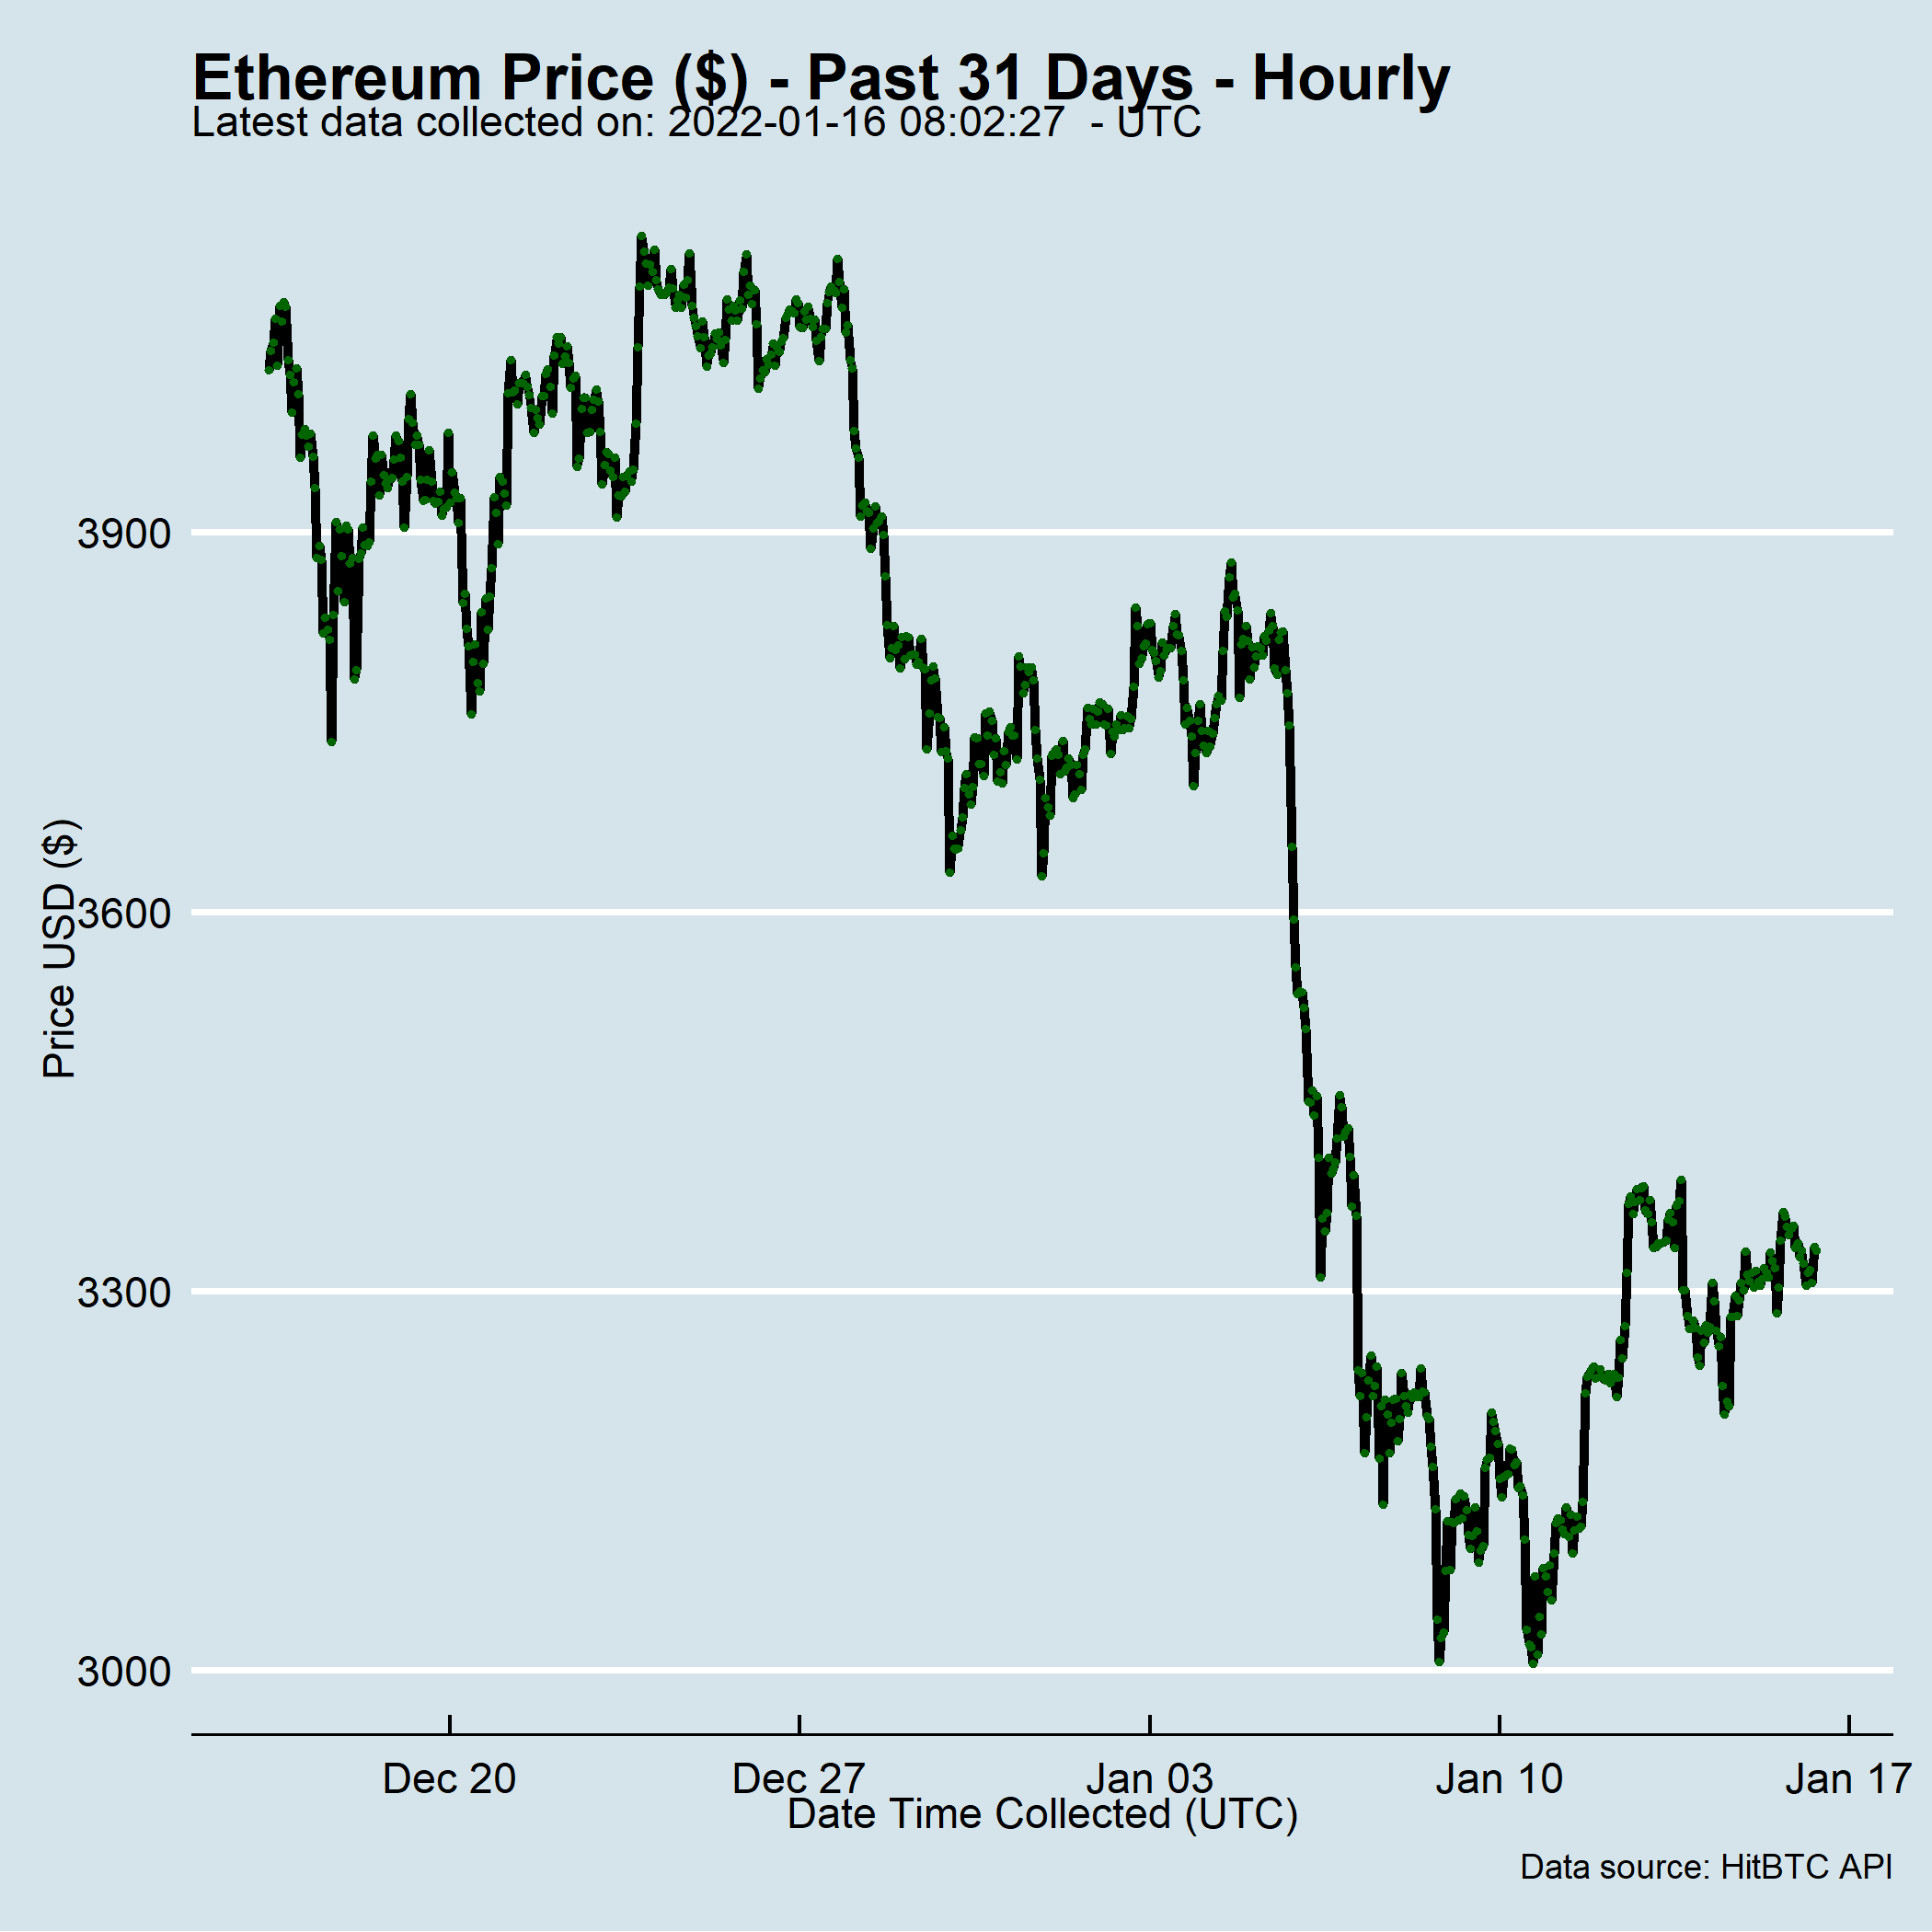 Ethereum Price ($) - Past 31 Days - Hourly
Latest data collected on: 2022-01-16 08:02:27  - UTC
Price USD ($)
3900
3600
3300
3000
Dec 20
Dec 27
Jan 03
Jan 10
Jan 17
Date Time Collected (UTC)
Data source: HitBTC API